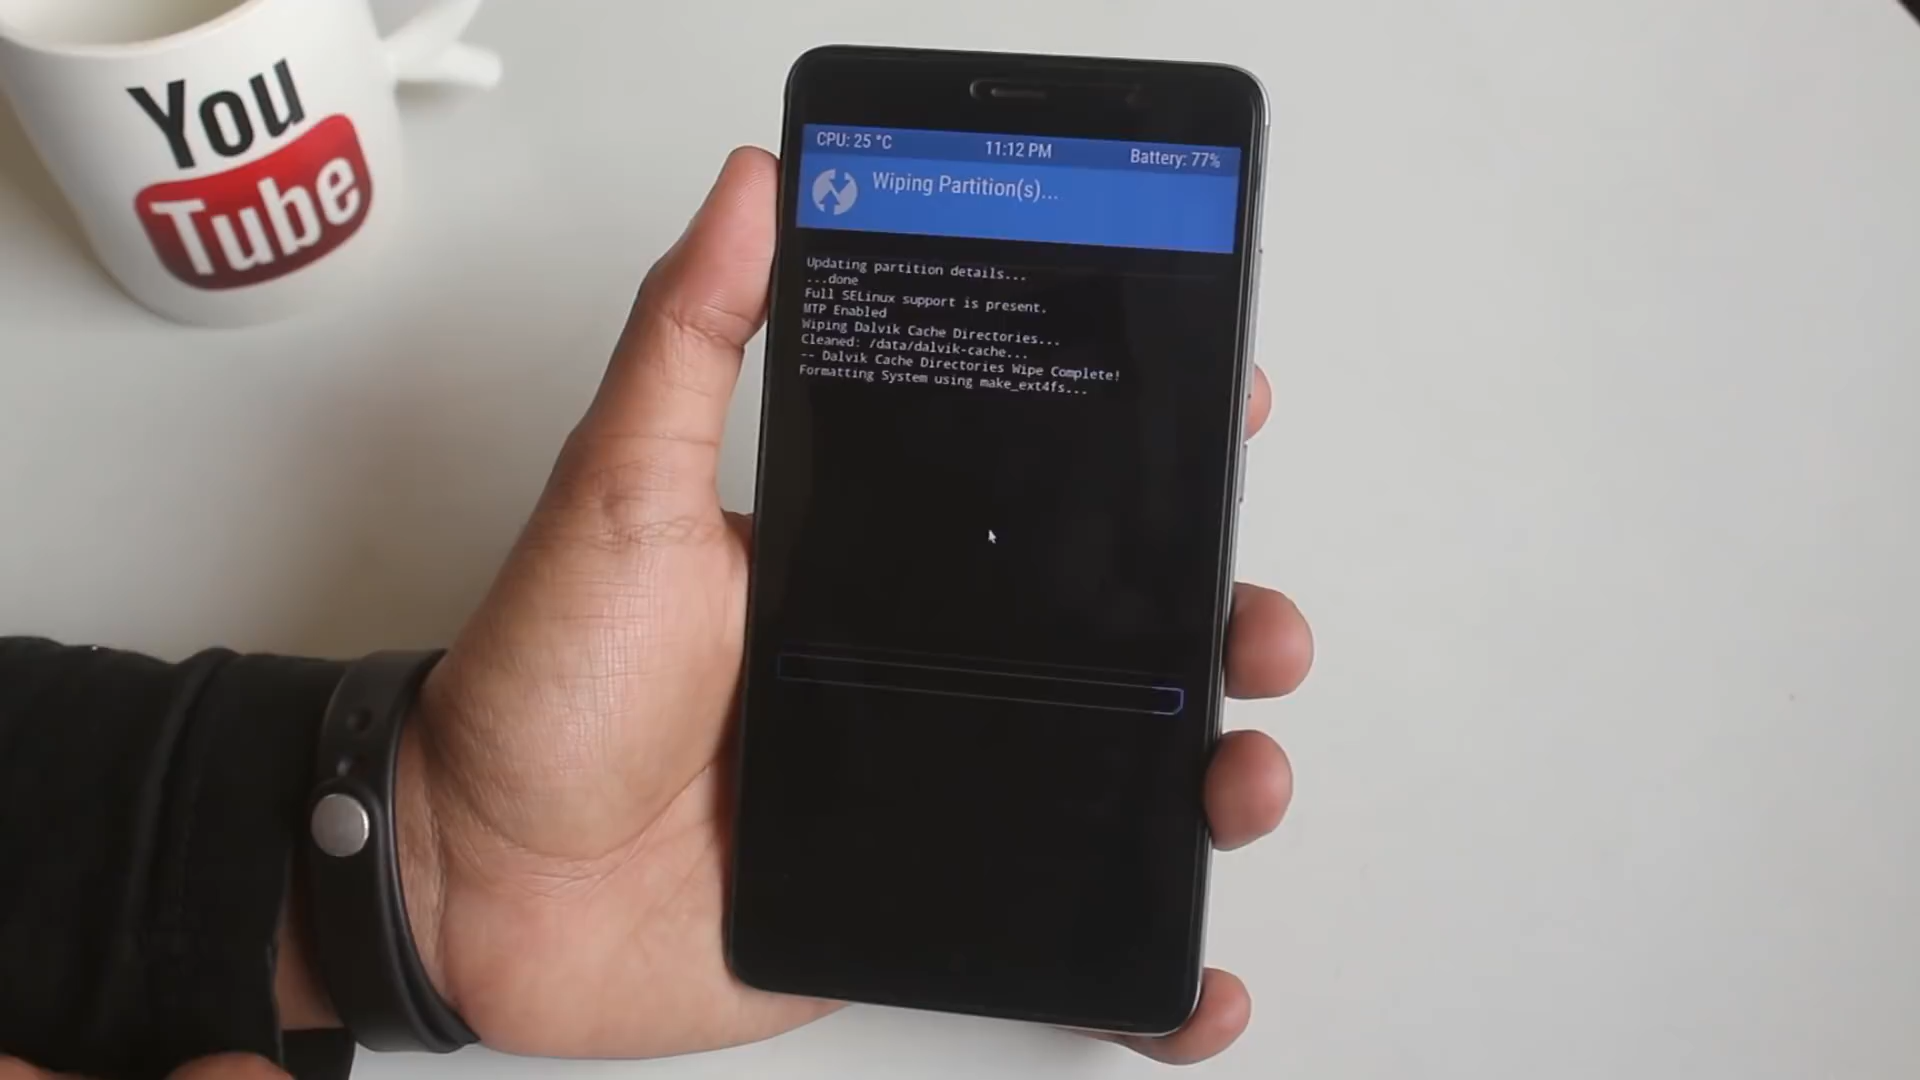 You
Tube
CPU: 25 °C
11:12 PM
Battery: 77%
Wiping Partition(s)...
Updating partition details...
...done
Full SELinux support is present.
MTP Enabled
Wiping Dalvik Cache Directories...
Cleaned: /data/dalvik-cache...
-- Dalvik Cache Directories Wipe Complete!
Formatting System using make_ext4fs...